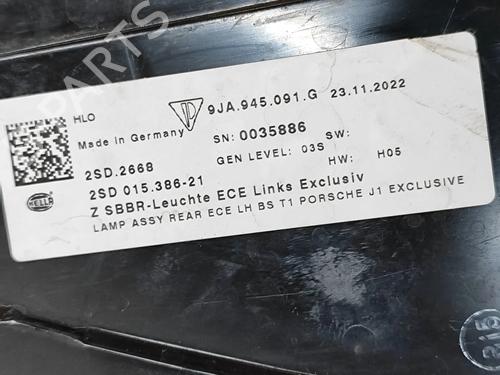 HLO
9JA.945.091.G 23.11.2022
Made in Germany
SN: 0035886 SW:
GEN LEVEL: 03S HW: H05
2SD.2668
2SD 015.386-21
Z SBBR-Leuchte ECE Links Exclusiv
LAMP ASSY REAR ECE LH BS T1 PORSCHE J1 EXCLUSIVE
HELLA
PARTS